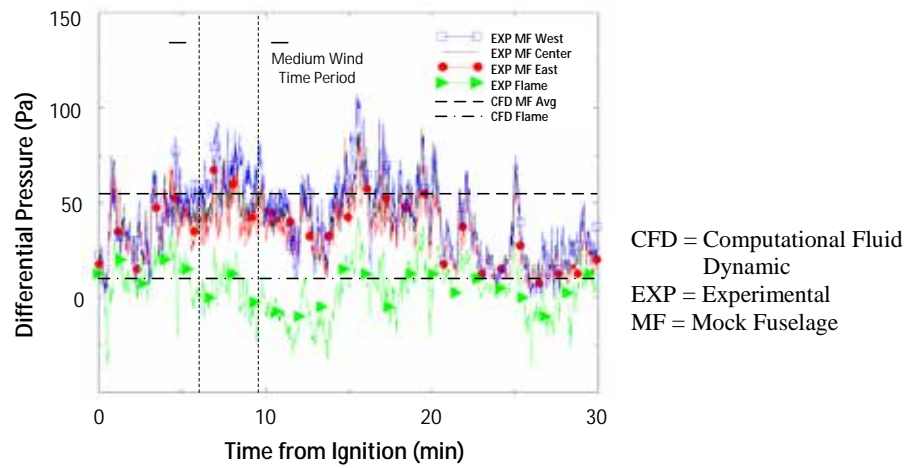 150
100
50
0
Differential Pressure (Pa)
Medium Wind
Time Period
EXP MF West
EXP MF Center
EXP MF East
EXP Flame
CFD MF Avg
CFD Flame
0
10
20
30
Time from Ignition (min)
CFD = Computational Fluid
Dynamic
EXP = Experimental
MF = Mock Fuselage